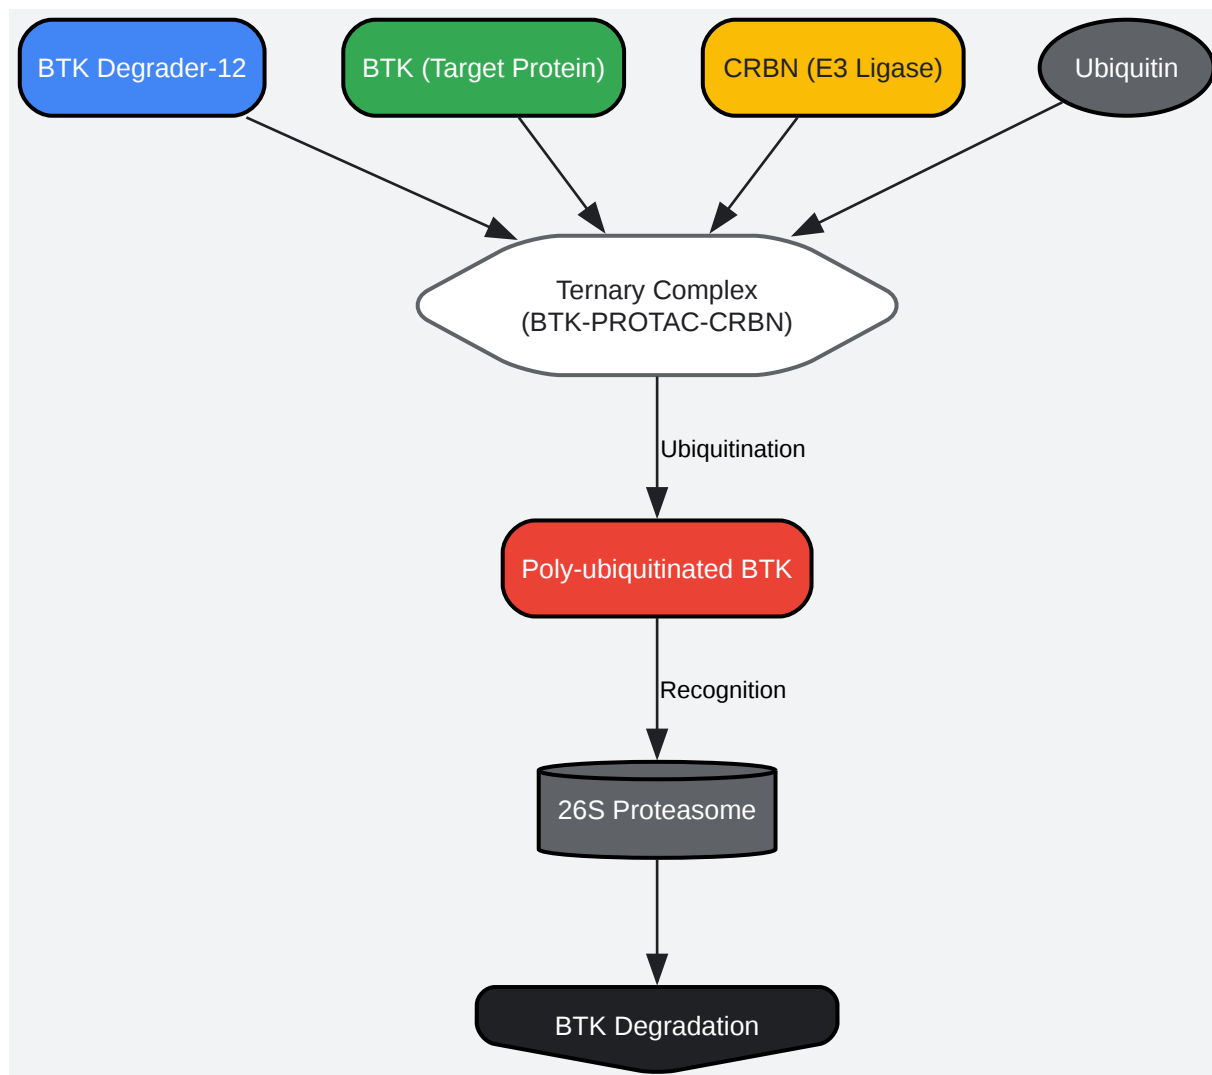 BTK Degrader-12
BTK (Target Protein)
CRBN (E3 Ligase)
Ubiquitin
Ternary Complex
(BTK-PROTAC-CRBN)
Ubiquitination
Poly-ubiquitinated BTK
Recognition
26S Proteasome
BTK Degradation